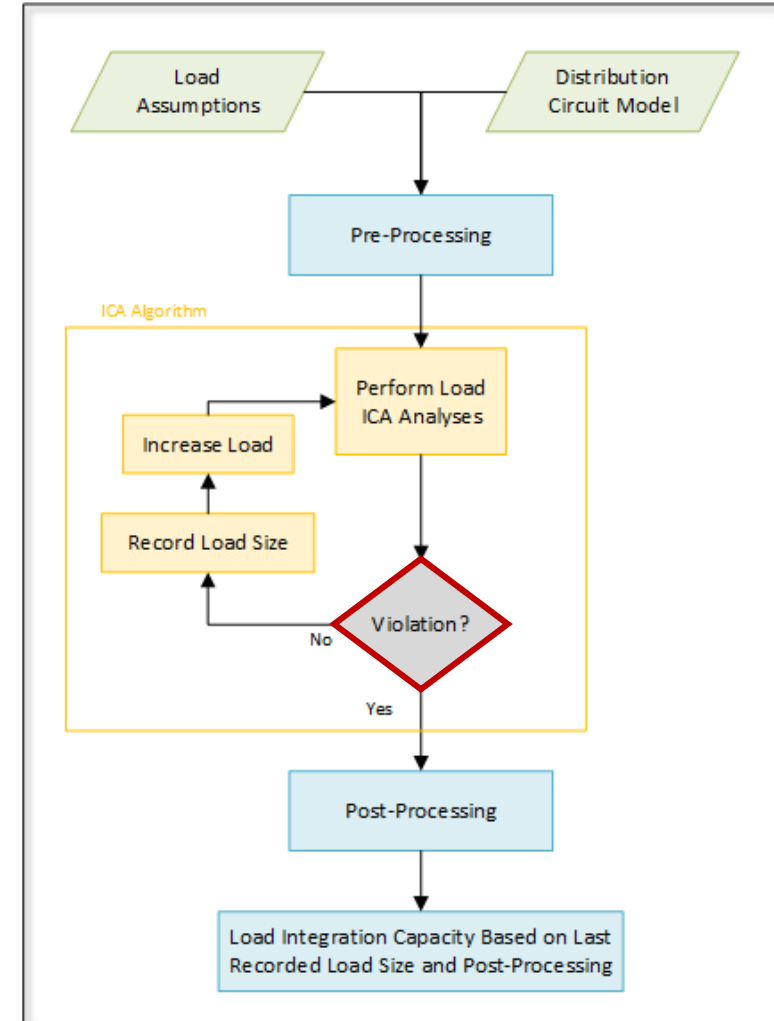 Load
Assumptions
Distribution
Circuit Model
Pre-Processing
ICA Algorithm
Perform Load
ICA Analyses
Increase Load
Record Load Size
Violation?
No
Yes
Post-Processing
Load Integration Capacity Based on Last
Recorded Load Size and Post-Processing